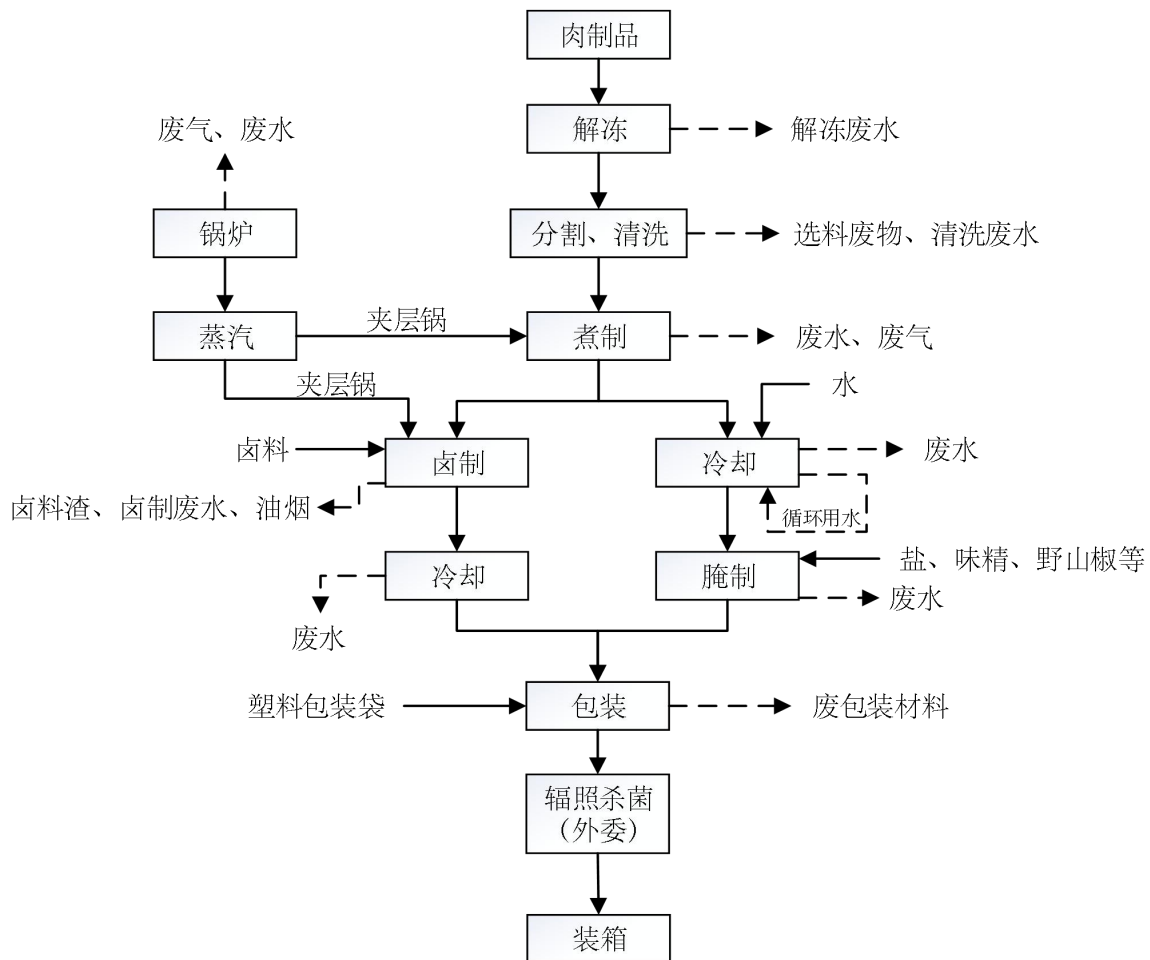 肉制品
废气、废水
解冻
解冻废水
锅炉
分割、清洗
选料废物、清洗废水
蒸汽
夹层锅
煮制
废水、废气
夹层锅
水
卤料
卤制
冷却
废水
卤料渣、卤制废水、油烟
循环用水
冷却
腌制
盐、味精、野山椒等
废水
废水
塑料包装袋
包装
废包装材料
辐照杀菌
（外委）
装箱